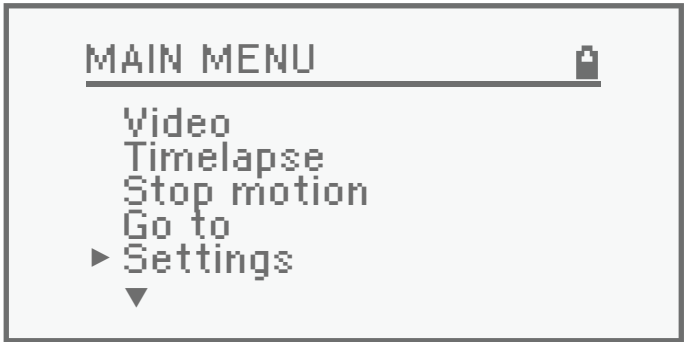 MAIN MENU
Video
Timelapse
Stop motion
Go to
Settings